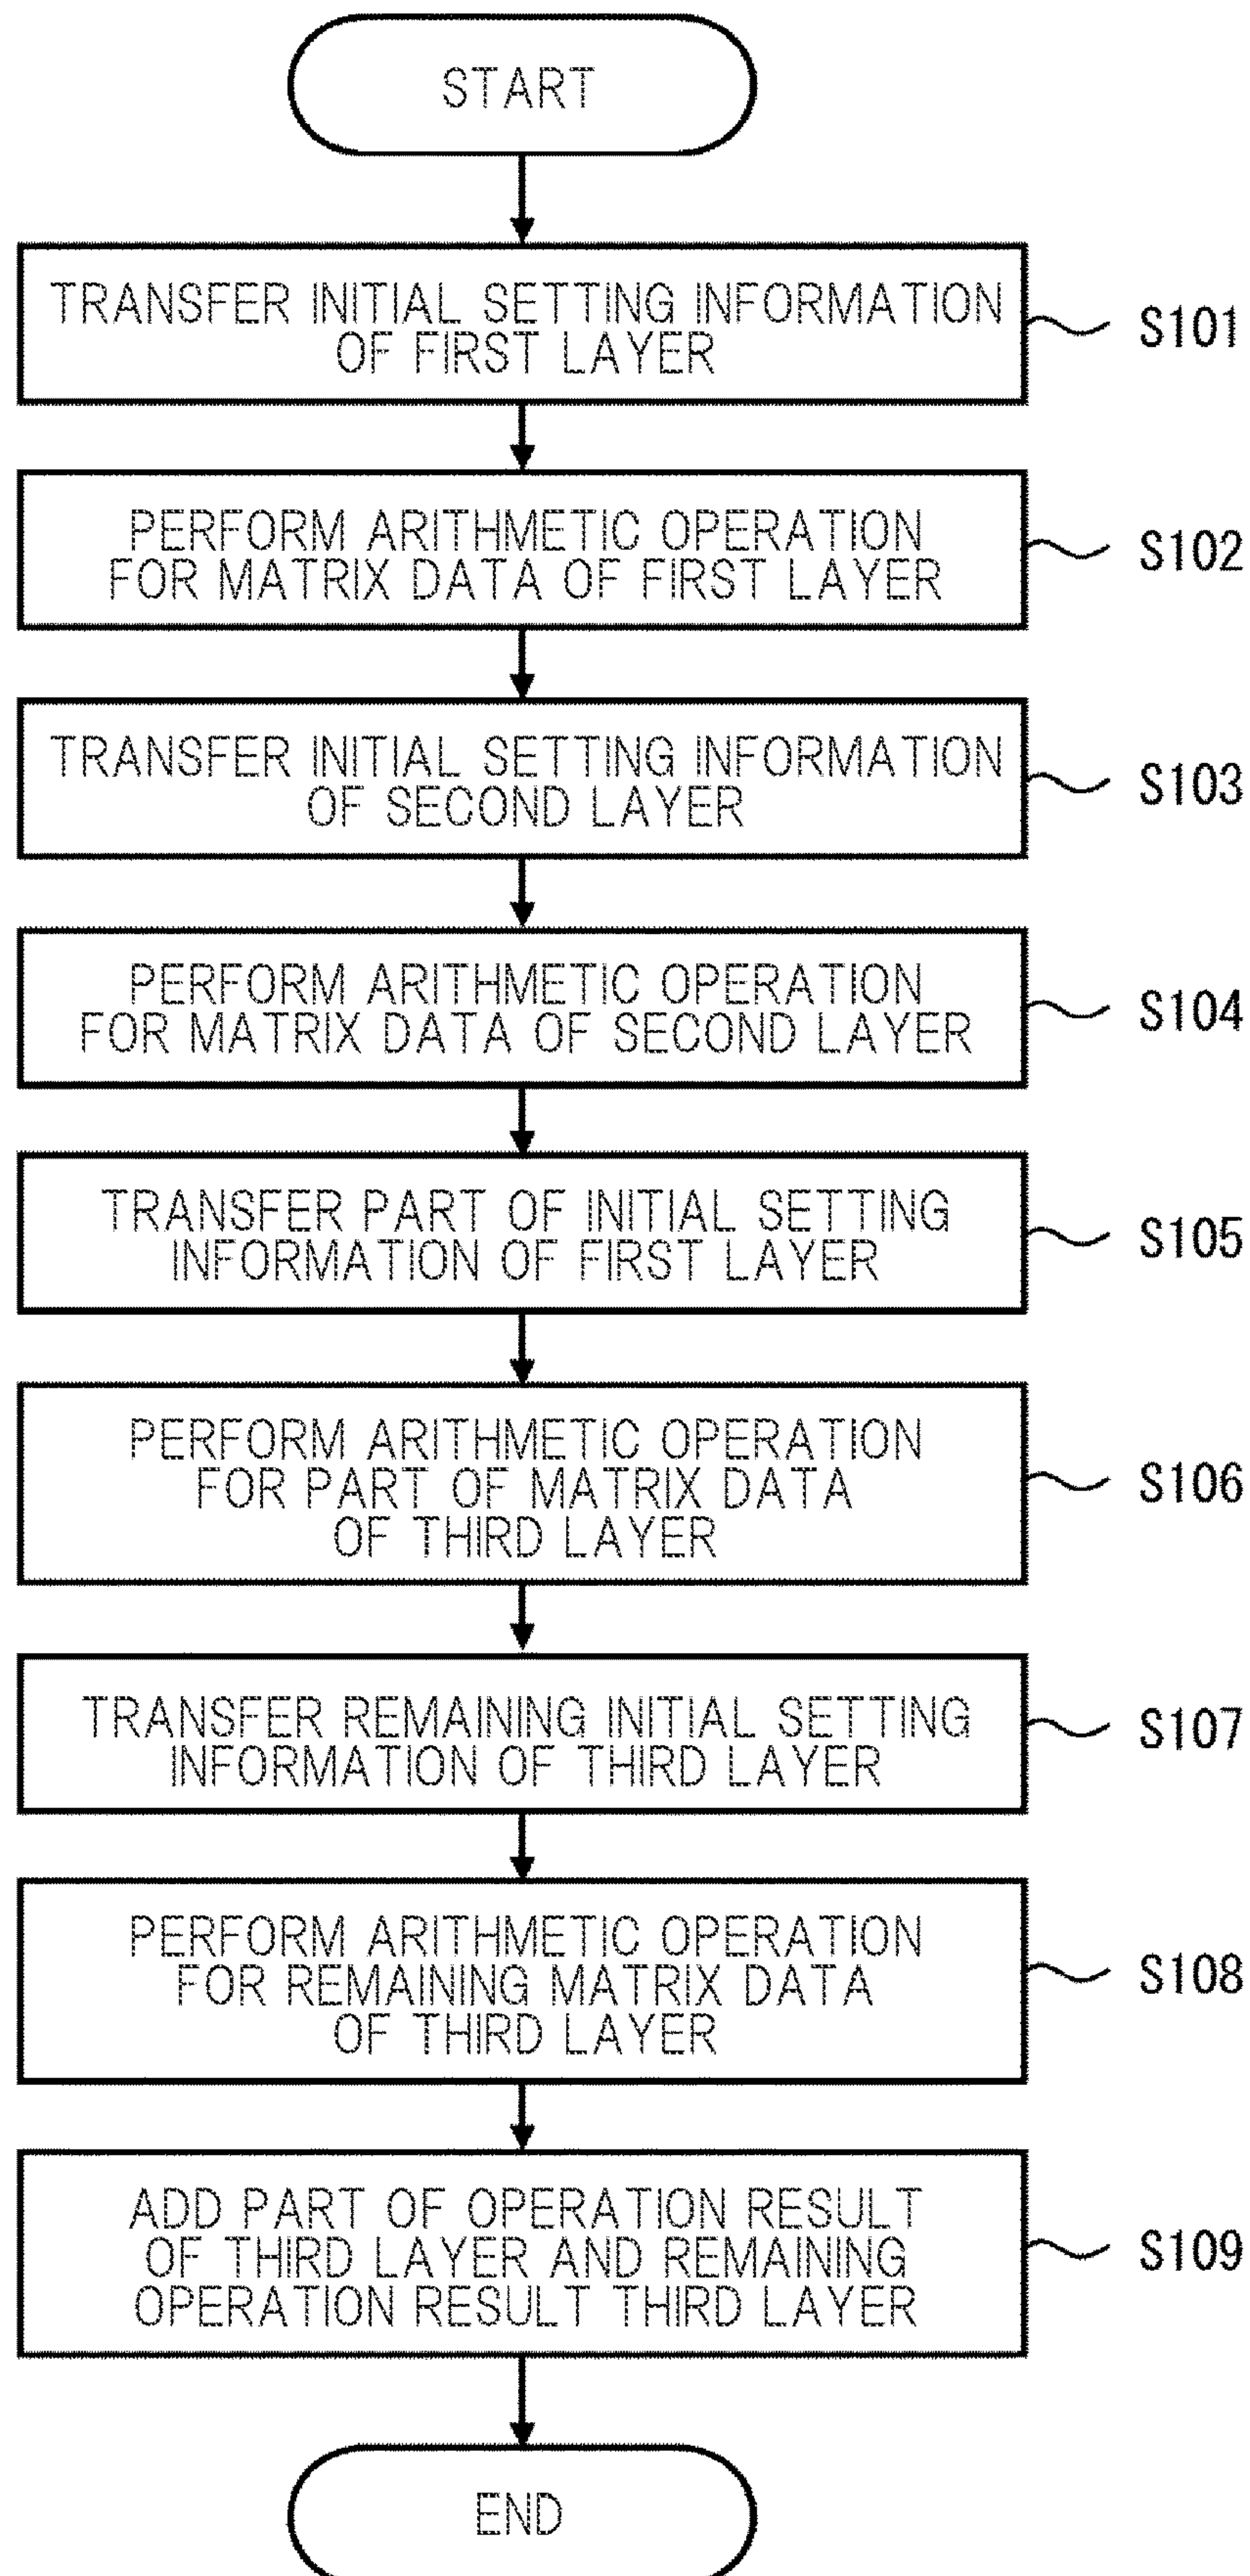 START
TRANSFER INITIAL SETTING INFORMATION
OF FIRST LAYER
S101
PERFORM ARITHMETIC OPERATION
FOR MATRIX DATA OF FIRST LAYER
S102
TRANSFER INITIAL SETTING INFORMATION
OF SECOND LAYER
S103
PERFORM ARITHMETIC OPERATION
FOR MATRIX DATA OF SECOND LAYER
S104
TRANSFER PART OF INITIAL SETTING
INFORMATION OF FIRST LAYER
S105
PERFORM ARITHMETIC OPERATION
FOR PART OF MATRIX DATA
OF THIRD LAYER
S106
TRANSFER REMAINING INITIAL SETTING
INFORMATION OF THIRD LAYER
S107
PERFORM ARITHMETIC OPERATION
FOR REMAINING MATRIX DATA
OF THIRD LAYER
S108
ADD PART OF OPERATION RESULT
OF THIRD LAYER AND REMAINING
OPERATION RESULT THIRD LAYER
S109
END